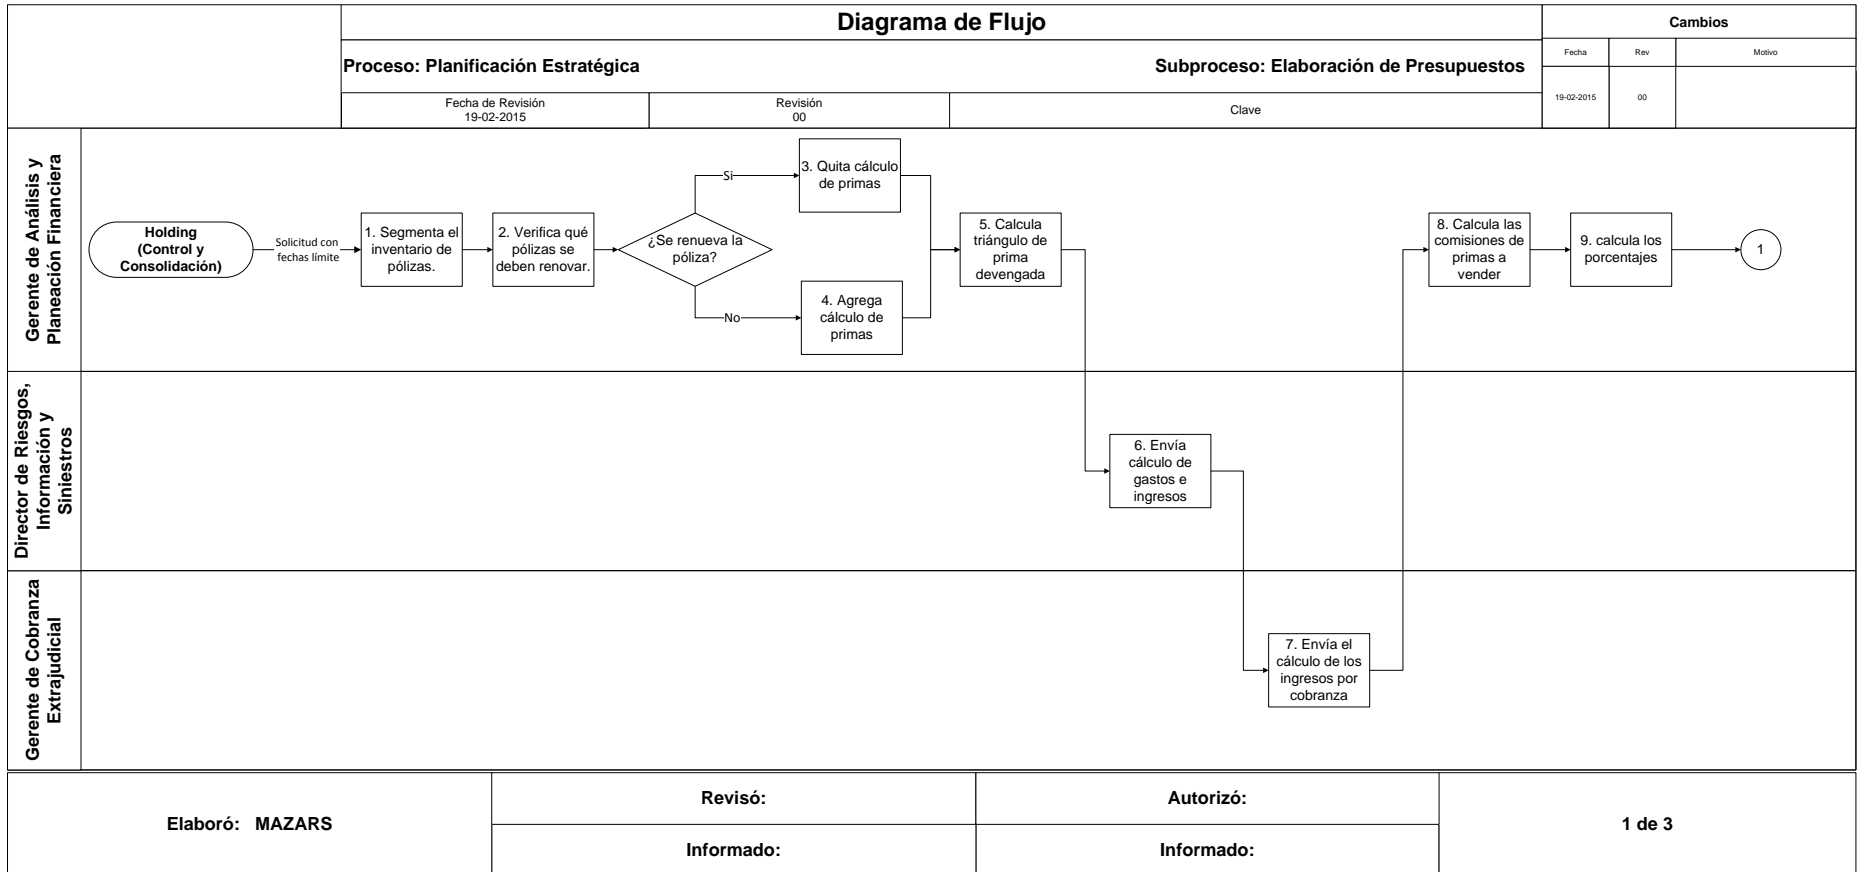 Diagrama de Flujo
Cambios
Proceso: Planificación Estratégica
Subproceso: Elaboración de Presupuestos
Fecha
Rev
Motivo
Fecha de Revisión
19-02-2015
Revisión
00
Clave
19-02-2015
00
Gerente de Análisis y
Planeación Financiera
Holding
(Control y
Consolidación)
Solicitud con
fechas límite
1. Segmenta el
inventario de
pólizas.
2. Verifica qué
pólizas se
deben renovar.
¿Se renueva la
póliza?
Si
No
3. Quita cálculo
de primas
4. Agrega
cálculo de
primas
5. Calcula
triángulo de
prima
devengada
8. Calcula las
comisiones de
primas a
vender
9. calcula los
porcentajes
1
Director de Riesgos,
Información y
Siniestros
6. Envía
cálculo de
gastos e
ingresos
Gerente de Cobranza
Extrajudicial
7. Envía el
cálculo de los
ingresos por
cobranza
Elaboró: MAZARS
Revisó:
Autorizó:
Informado:
Informado:
1 de 3